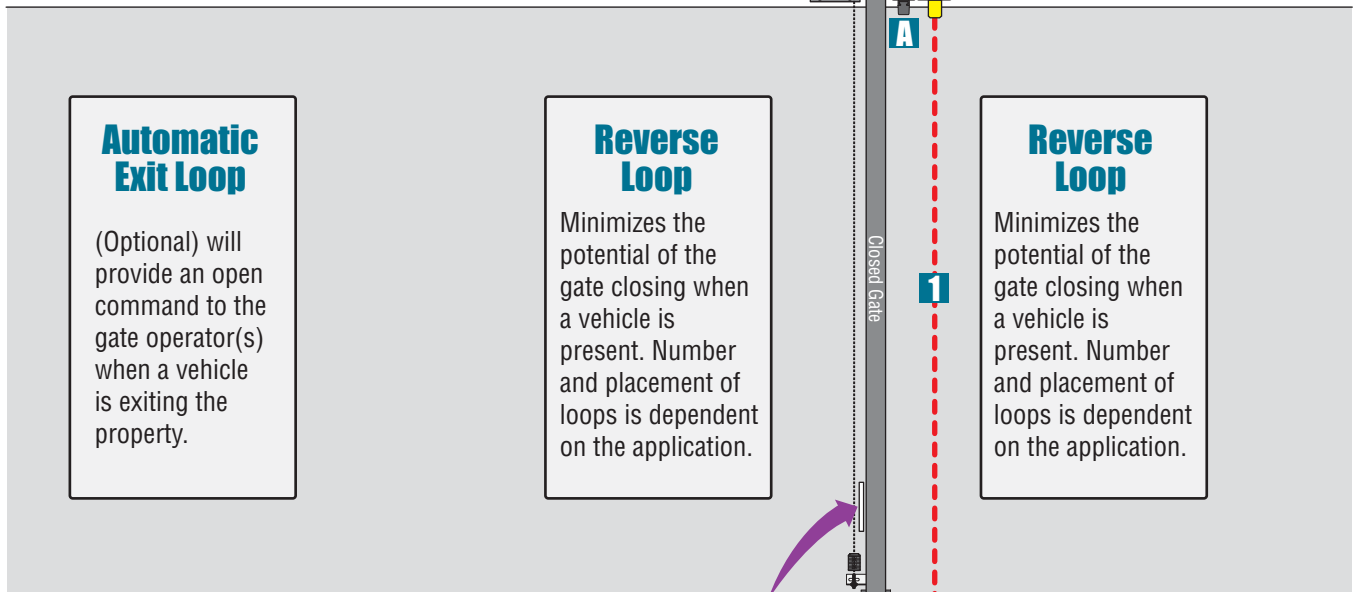 A
Automatic
Exit Loop
(Optional) will
provide an open
command to the
gate operator(s)
when a vehicle
is exiting the
property.
Reverse
Loop
Minimizes the
potential of the
gate closing when
a vehicle is
present. Number
and placement of
loops is dependent
on the application.
Closed Gate
1
Reverse
Loop
Minimizes the
potential of the
gate closing when
a vehicle is
present. Number
and placement of
loops is dependent
on the application.